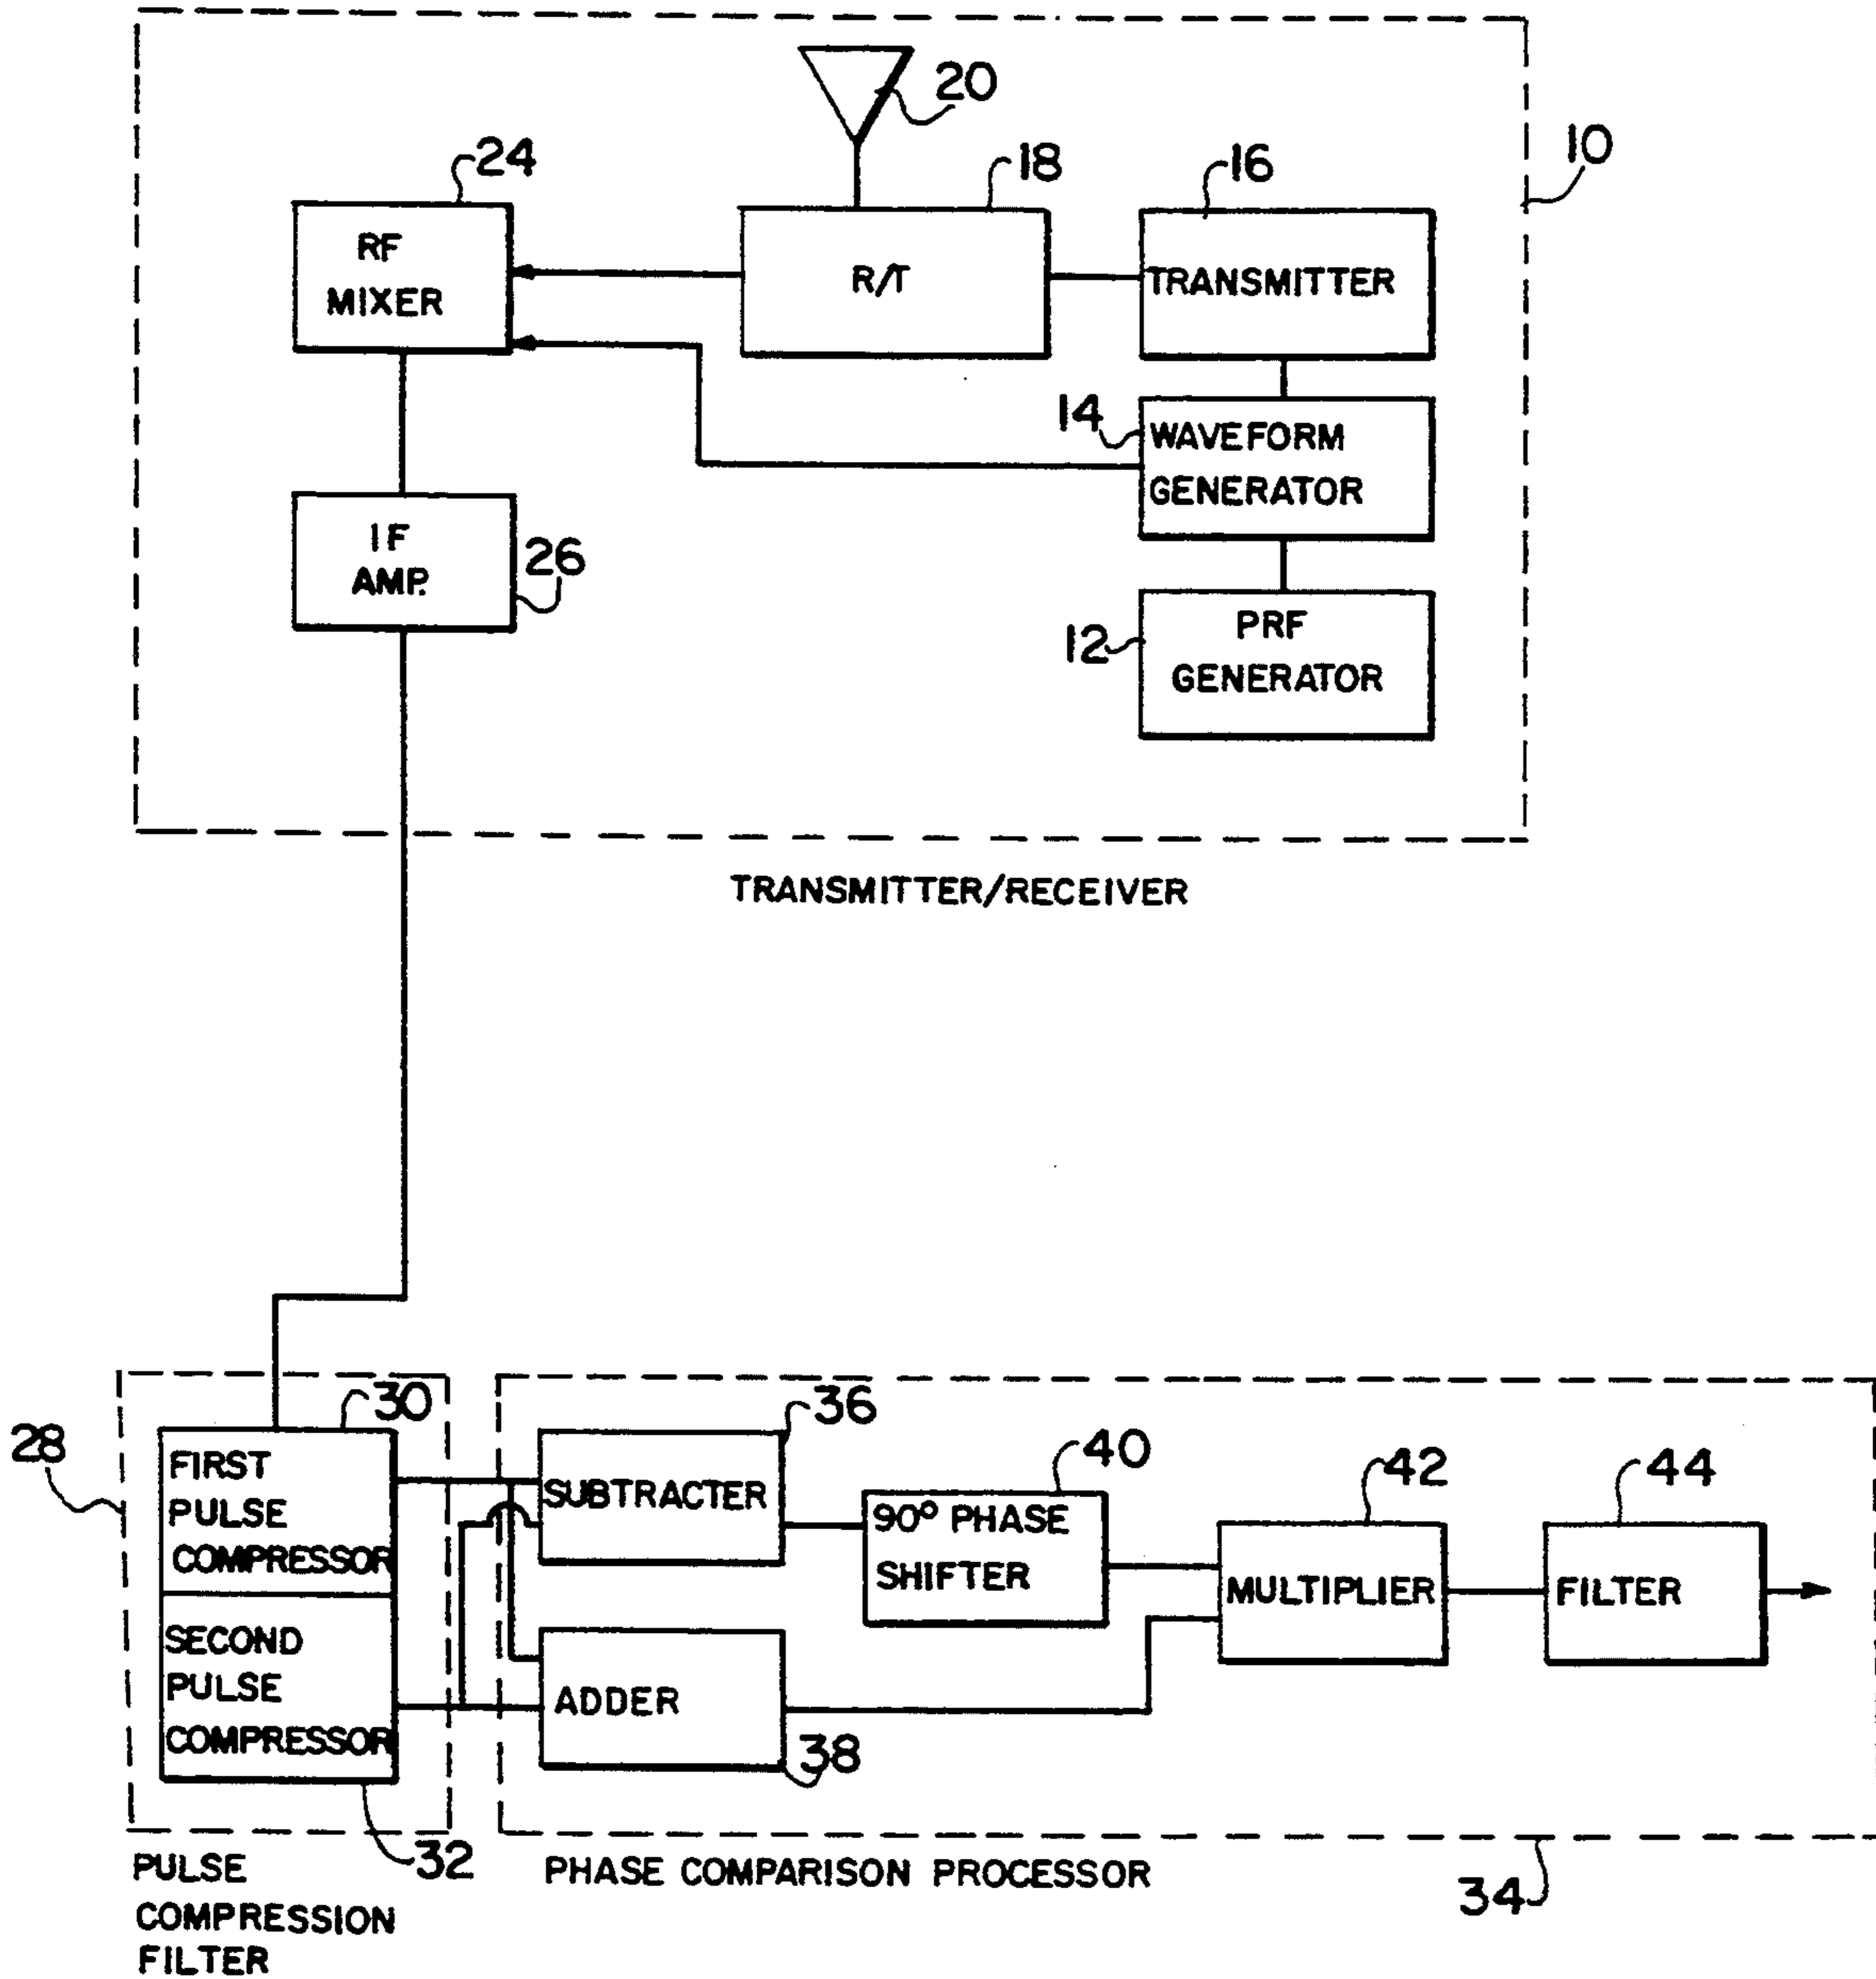 20
10
24
18
16
RF
MIXER
R/T
TRANSMITTER
14
WAVEFORM
GENERATOR
IF
AMP.
26
12
PRF
GENERATOR
TRANSMITTER/RECEIVER
28
30
36
40
42
44
FIRST
PULSE
COMPRESSOR
SUBTRACTER
90° PHASE
SHIFTER
MULTIPLIER
FILTER
SECOND
PULSE
COMPRESSOR
ADDER
38
32
34
PULSE
COMPRESSION
FILTER
PHASE COMPARISON PROCESSOR